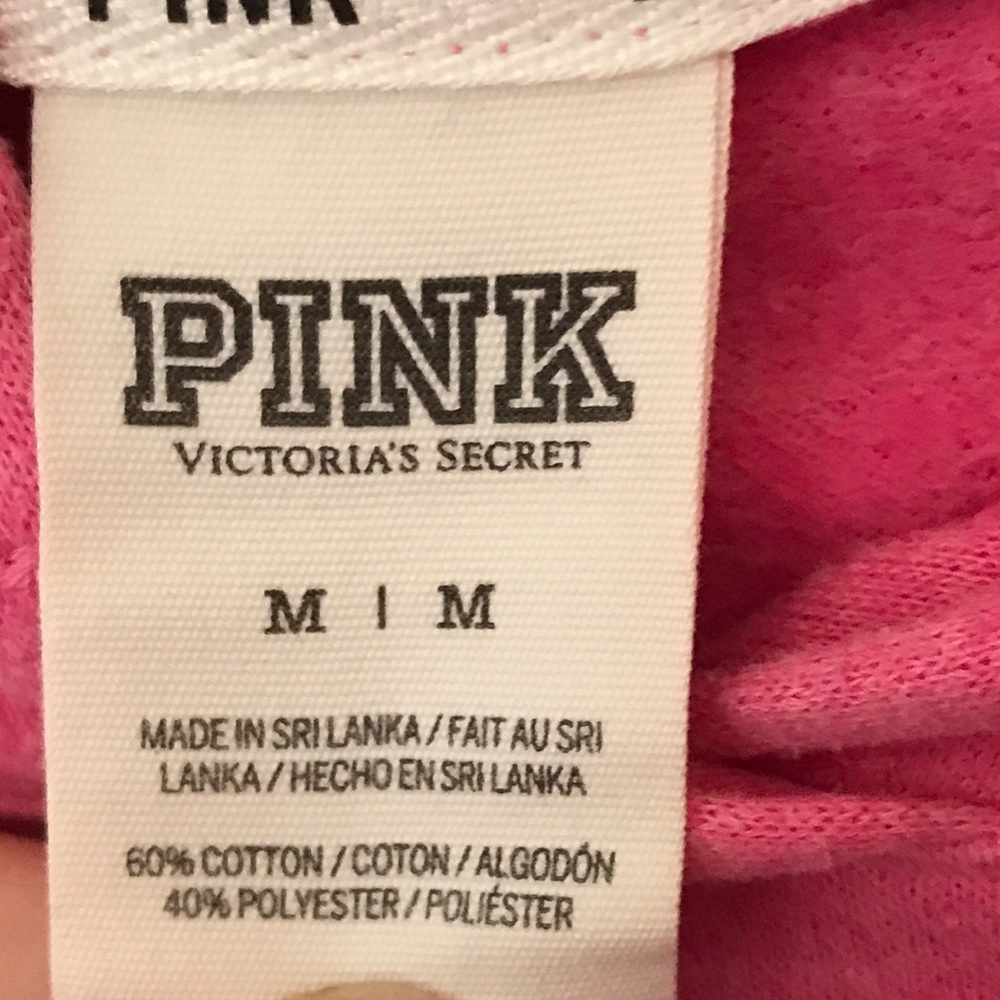 PINK
PINK
VICTORIA'S SECRET
M | M
MADE IN SRI LANKA / FAIT AU SRI
LANKA / HECHO EN SRI LANKA
60% COTTON / COTON / ALGODÓN
40% POLYESTER / POLIÉSTER